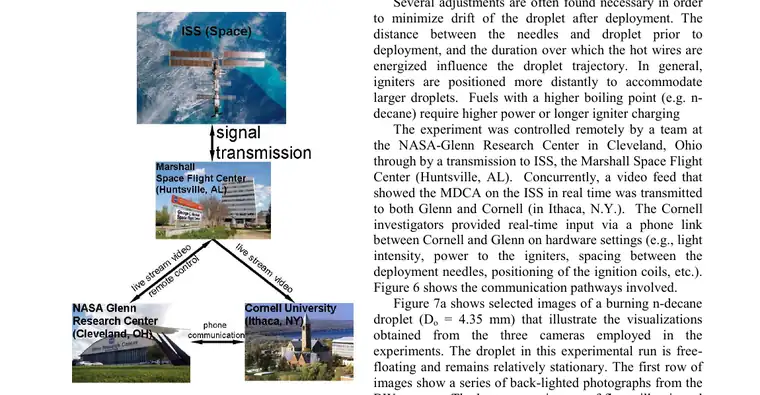 ISS (Space)
signal
transmission
Marshall
Space Flight Center
(Huntsville, AL)
live stream video
remote control
live stream video
NASA Glenn
Research Center
(Cleveland, OH)
phone
communication
Cornell University
(Ithaca, NY)
Several adjustments are often found necessary in order
to minimize drift of the droplet after deployment. The
distance between the needles and droplet prior to
deployment, and the duration over which the hot wires are
energized influence the droplet trajectory. In general,
igniters are positioned more distantly to accommodate
larger droplets. Fuels with a higher boiling point (e.g. n-
decane) require higher power or longer igniter charging
The experiment was controlled remotely by a team at
the NASA-Glenn Research Center in Cleveland, Ohio
through by a transmission to ISS, the Marshall Space Flight
Center (Huntsville, AL). Concurrently, a video feed that
showed the MDCA on the ISS in real time was transmitted
to both Glenn and Cornell (in Ithaca, N.Y.). The Cornell
investigators provided real-time input via a phone link
between Cornell and Glenn on hardware settings (e.g., light
intensity, power to the igniters, spacing between the
deployment needles, positioning of the ignition coils, etc.).
Figure 6 shows the communication pathways involved.
Figure 7a shows selected images of a burning n-decane
droplet (Do = 4.35 mm) that illustrate the visualizations
obtained from the three cameras employed in the
experiments. The droplet in this experimental run is free-
floating and remains relatively stationary. The first row of
images show a series of back-lighted photographs from the